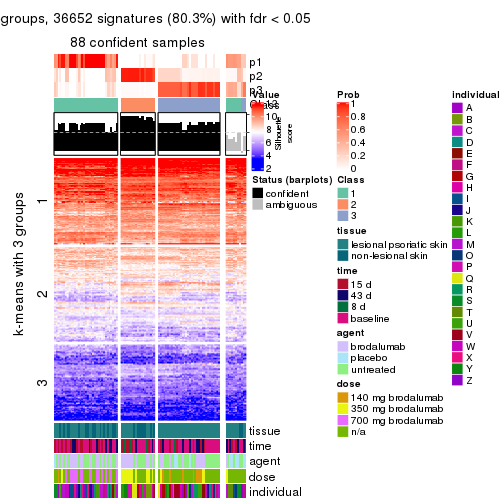 groups, 36652 signatures (80.3%) with fdr < 0.05
88 confident samples
p1
p2
p3
Class
Silhouette
score
k-means with 3 groups
1
2
3
tissue
time
agent
dose
individual
Value
10
8
6
4
2
Status (barplots)
confident
ambiguous
Prob
1
0.8
0.6
0.4
0.2
0
Class
1
2
3
tissue
lesional psoriatic skin
non-lesional skin
time
15 d
43 d
8 d
baseline
agent
brodalumab
placebo
untreated
dose
140 mg brodalumab
350 mg brodalumab
700 mg brodalumab
n/a
individual
A
B
C
D
E
F
G
H
I
J
K
L
M
O
P
Q
R
S
T
U
V
W
X
Y
Z